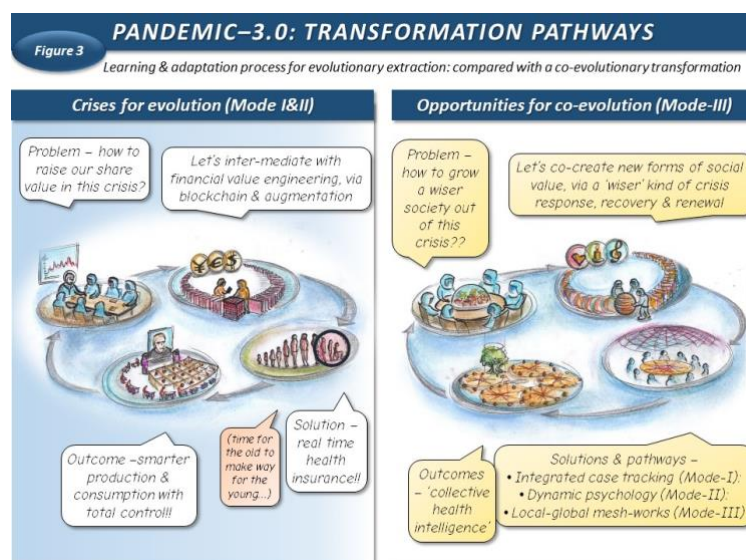 PANDEMIC–3.0: TRANSFORMATION PATHWAYS
Figure 3
Learning & adaptation process for evolutionary extraction: compared with a co-evolutionary transformation
Crises for evolution (Mode I&II)
Problem – how to
raise our share
value in this crisis?
Let's inter-mediate with
financial value engineering, via
blockchain & augmentation
¥ € $
Outcome –smarter
production &
consumption with
total control!!!
(time for
the old to
make way
for the
young...)
Solution –
real time
health
insurance!!
Opportunities for co-evolution (Mode-III)
Problem –
how to grow
a wiser
society out
of this
crisis??
Let's co-create new forms of social
value, via a 'wiser' kind of crisis
response, recovery & renewal
Outcomes
– 'collective
health
intelligence'
Solutions & pathways –
• Integrated case tracking (Mode-I):
• Dynamic psychology (Mode-II):
• Local-global mesh-works (Mode-III)